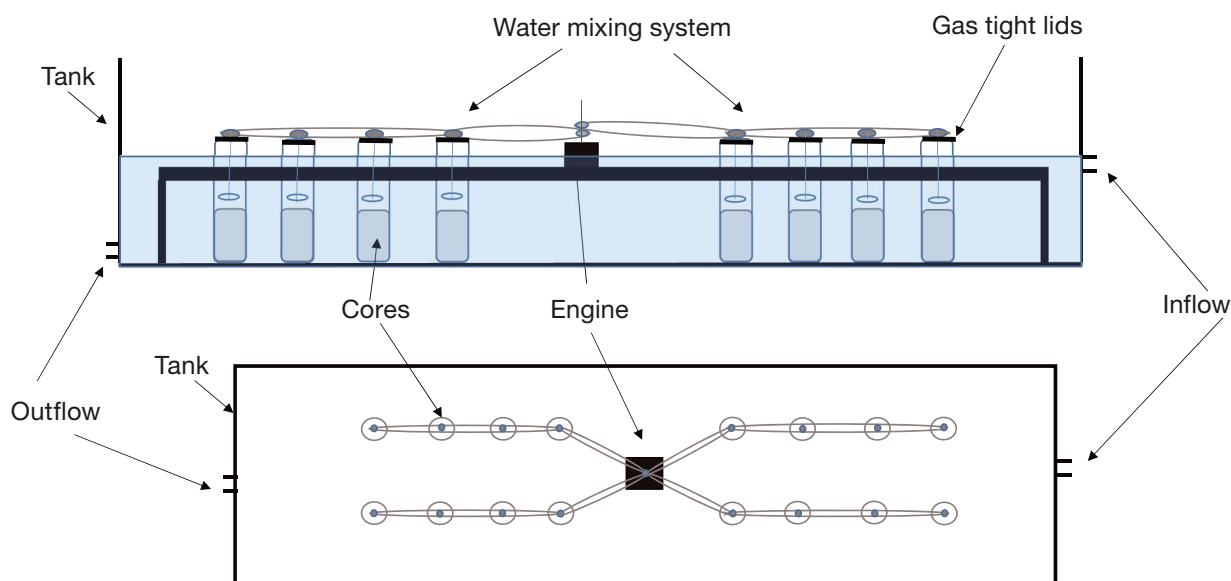 Water mixing system
Gas tight lids
Tank
Cores
Engine
Inflow
Tank
Outflow